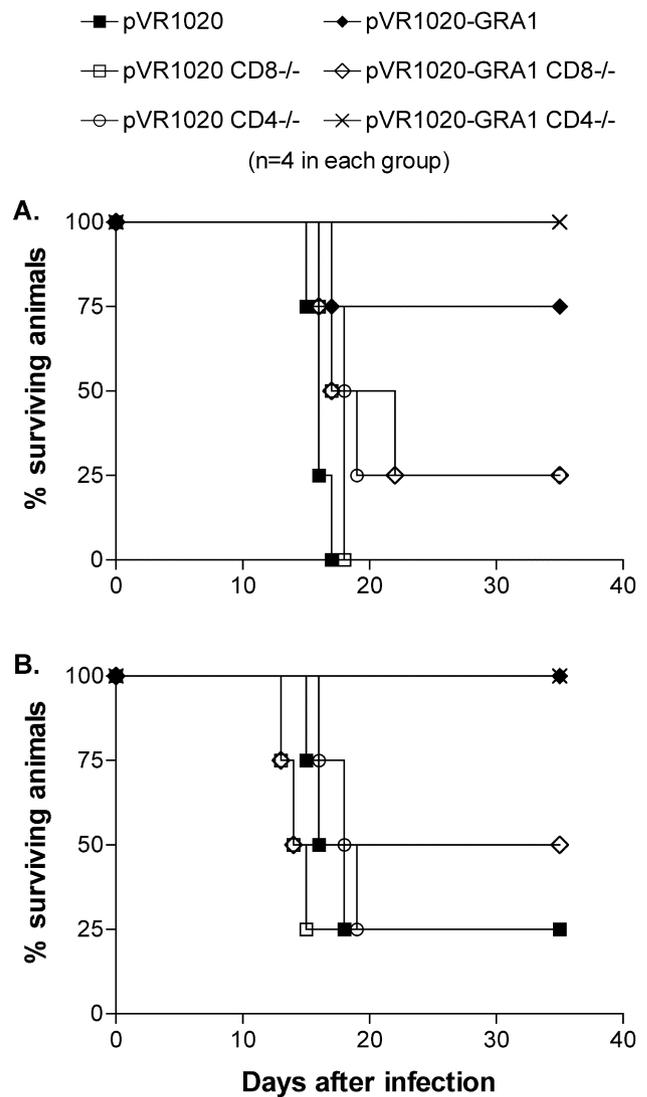 pVR1020 pVR1020-GRA1
pVR1020 CD8-/- pVR1020-GRA1 CD8-/-
pVR1020 CD4-/- pVR1020-GRA1 CD4-/-
(n=4 in each group)
A.
% surviving animals
100
75
50
25
0
0 10 20 30 40
B.
% surviving animals
100
75
50
25
0
0 10 20 30 40
Days after infection